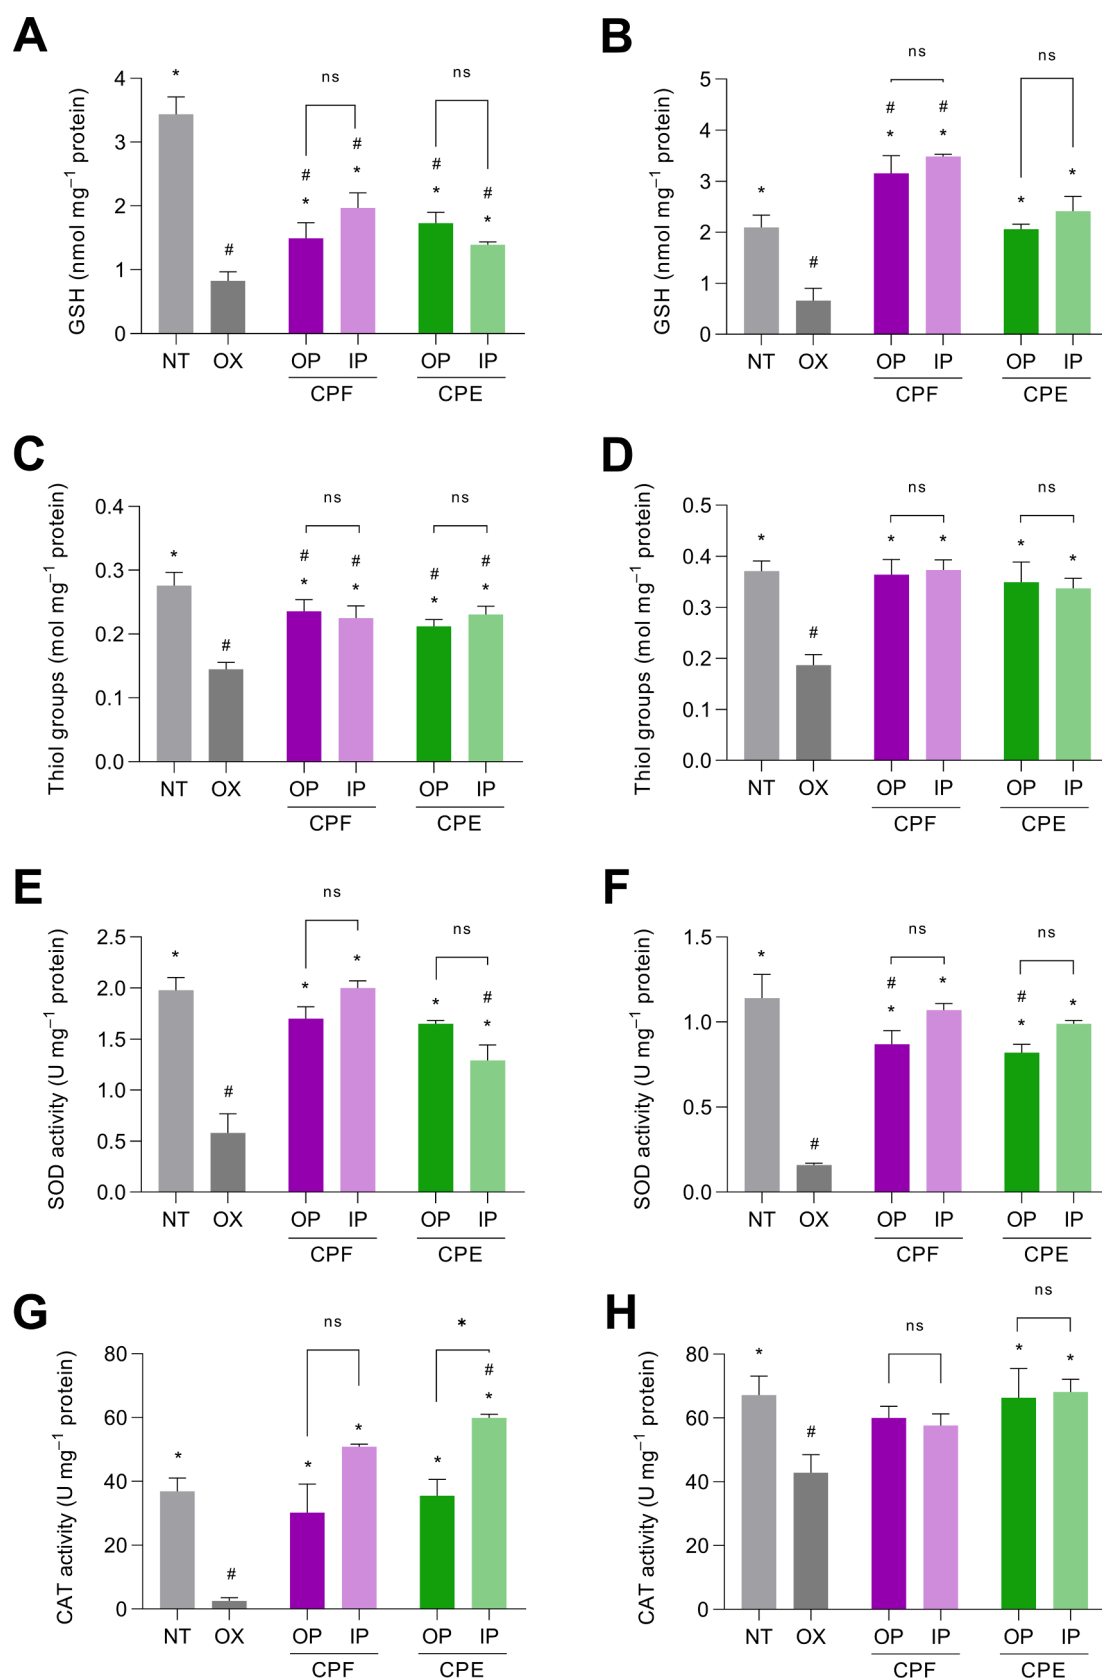 A
GSH (nmol mg⁻¹ protein)
4
3
2
1
0
*
#
ns
# # 
* *
ns
# #
* *
NT OX OP IP OP IP
CPF CPE
B
GSH (nmol mg⁻¹ protein)
5
4
3
2
1
0
*
#
ns
# #
* *
ns
* *
NT OX OP IP OP IP
CPF CPE
C
Thiol groups (mol mg⁻¹ protein)
0.4
0.3
0.2
0.1
0.0
*
#
ns
# #
* *
ns
# #
* *
NT OX OP IP OP IP
CPF CPE
D
Thiol groups (mol mg⁻¹ protein)
0.5
0.4
0.3
0.2
0.1
0.0
*
#
ns
* *
ns
* *
NT OX OP IP OP IP
CPF CPE
E
SOD activity (U mg⁻¹ protein)
2.5
2.0
1.5
1.0
0.5
0.0
*
#
ns
* *
ns
* #
*
NT OX OP IP OP IP
CPF CPE
F
SOD activity (U mg⁻¹ protein)
1.5
1.0
0.5
0.0
*
#
ns
# *
*
ns
# *
*
NT OX OP IP OP IP
CPF CPE
G
CAT activity (U mg⁻¹ protein)
80
60
40
20
0
*
#
ns
* *
*
* #
*
NT OX OP IP OP IP
CPF CPE
H
CAT activity (U mg⁻¹ protein)
80
60
40
20
0
*
#
ns
ns
* *
NT OX OP IP OP IP
CPF CPE